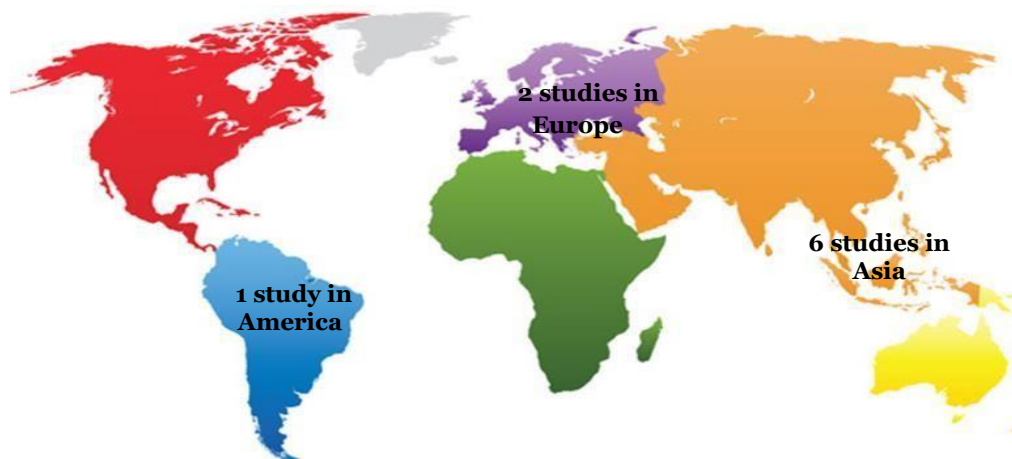 2 studies in
Europe
6 studies in
Asia
1 study in
America